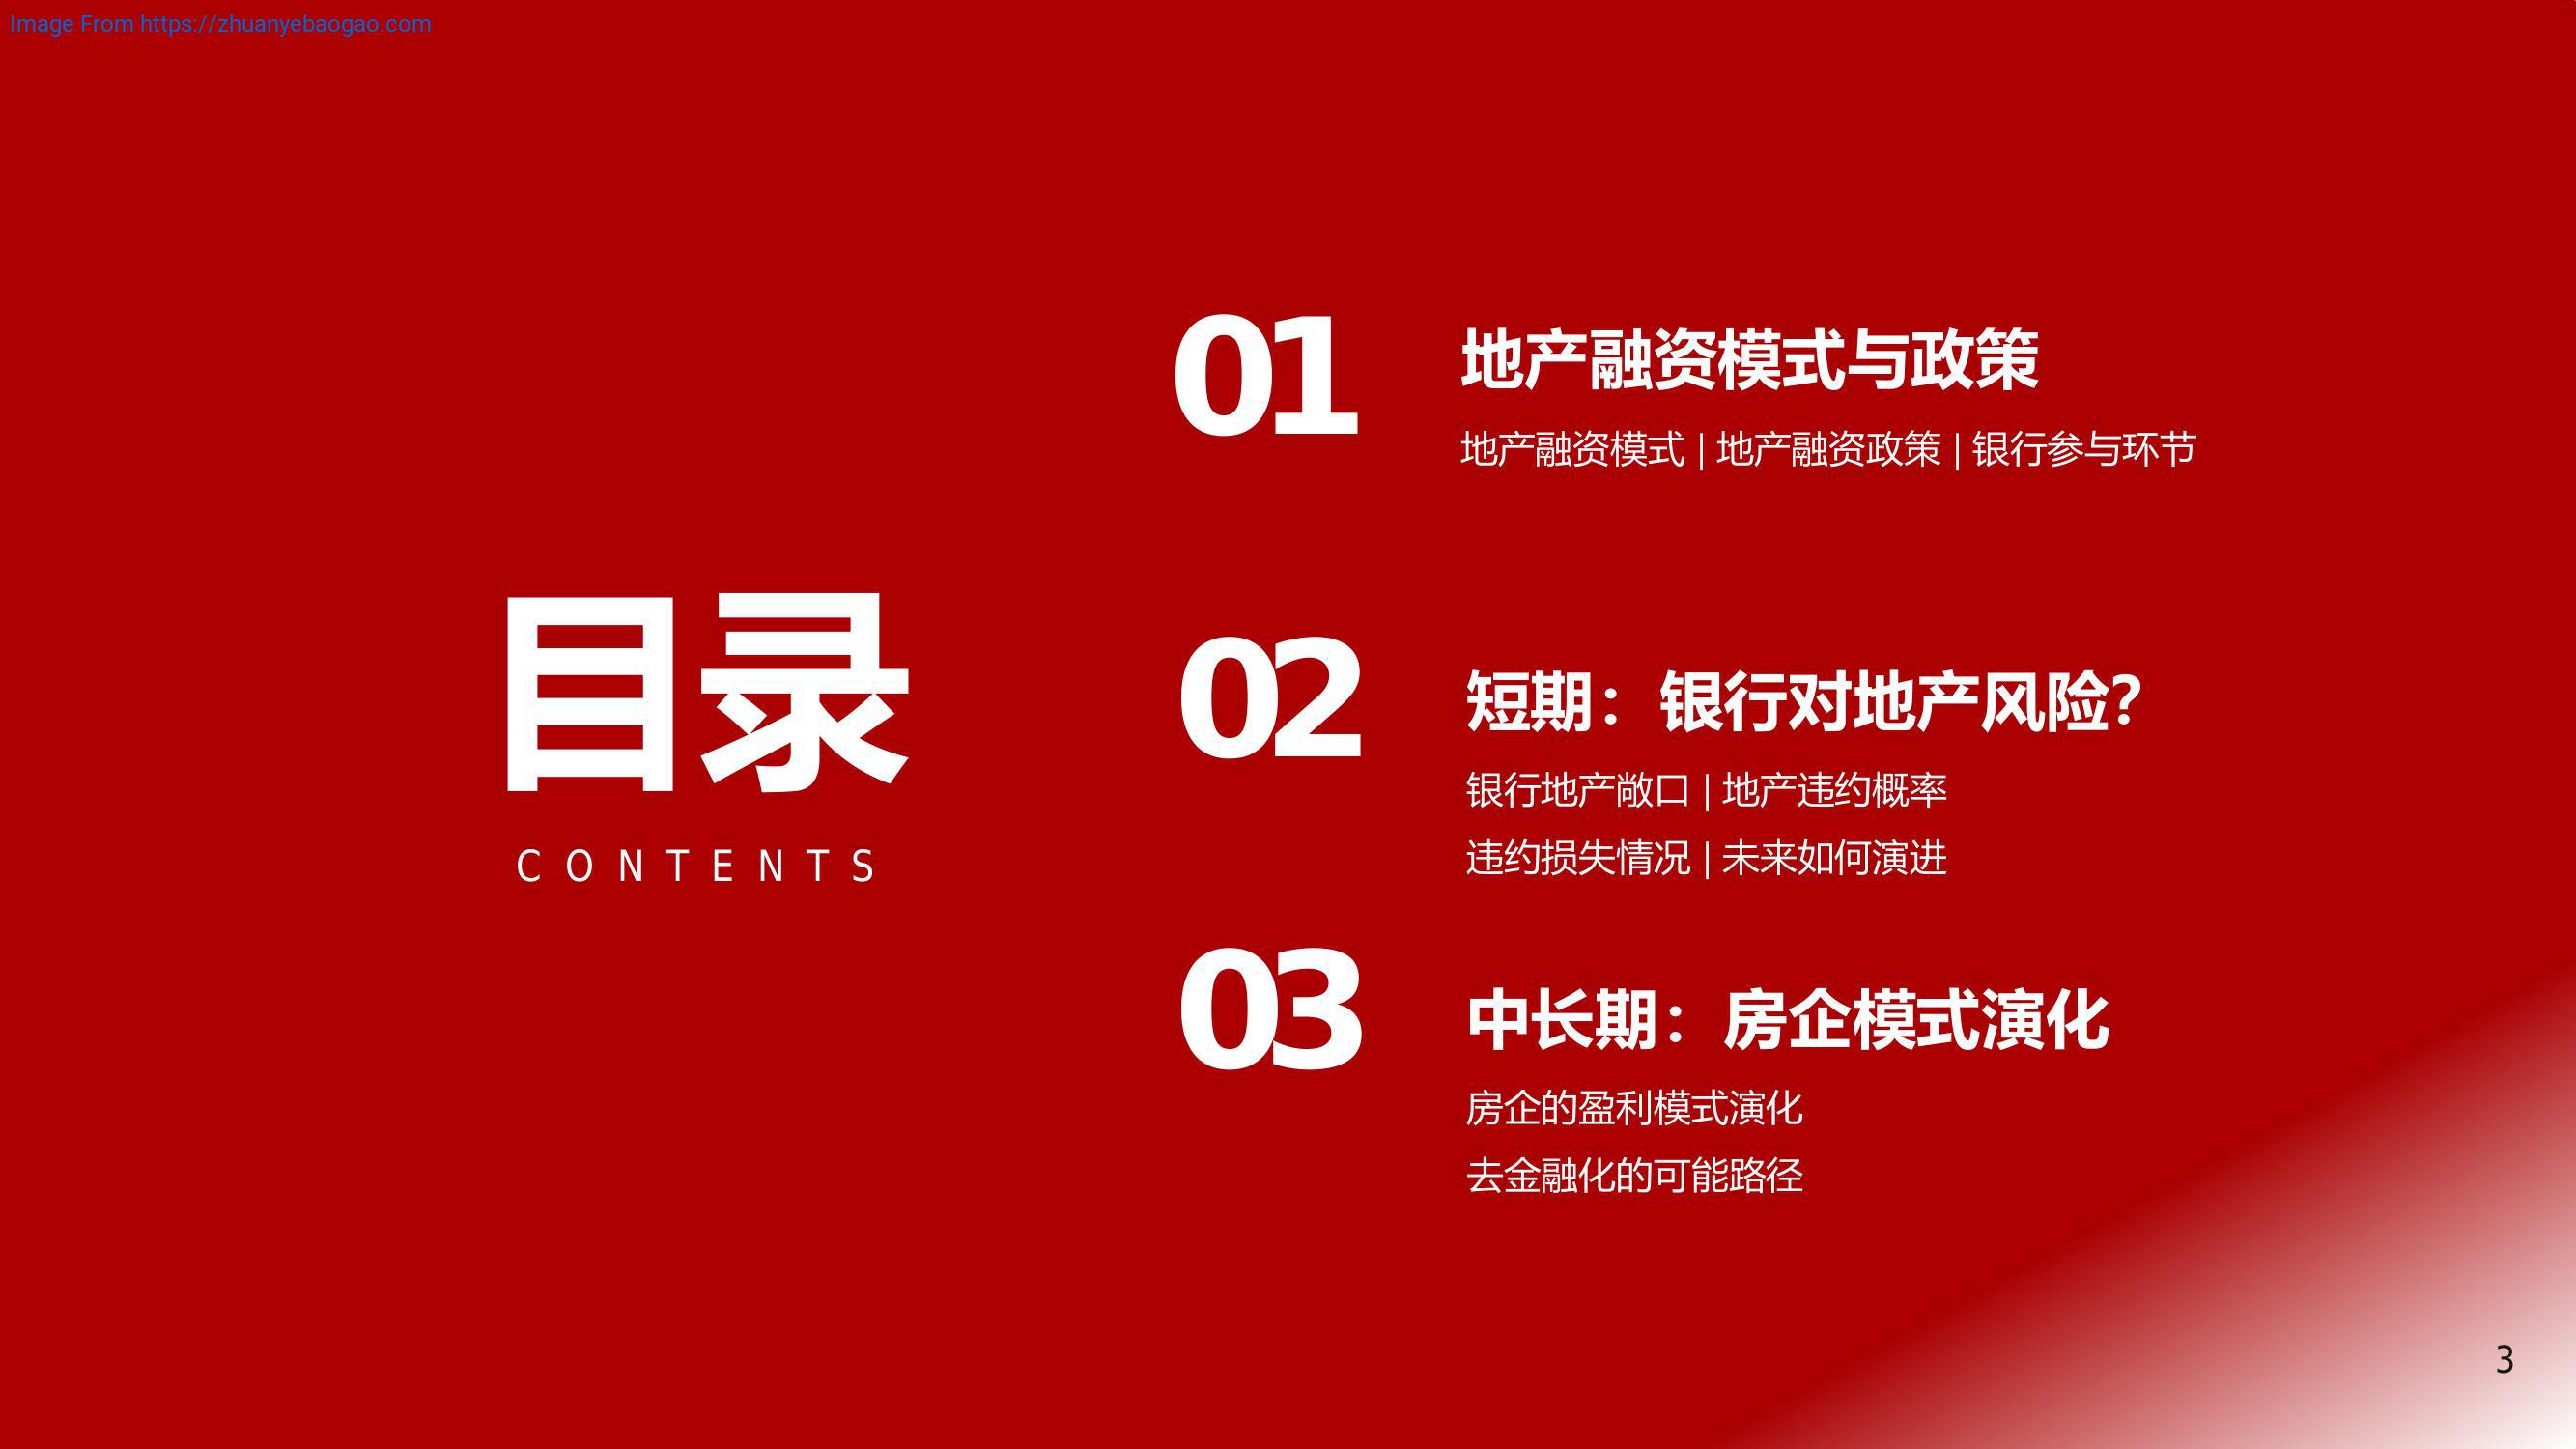 Image From https://zhuanyebaogao.com
目录
CONTENTS
01
地产融资模式与政策
地产融资模式 | 地产融资政策 | 银行参与环节
02
短期：银行对地产风险？
银行地产敞口 | 地产违约概率
违约损失情况 | 未来如何演进
03
中长期：房企模式演化
房企的盈利模式演化
去金融化的可能路径
3